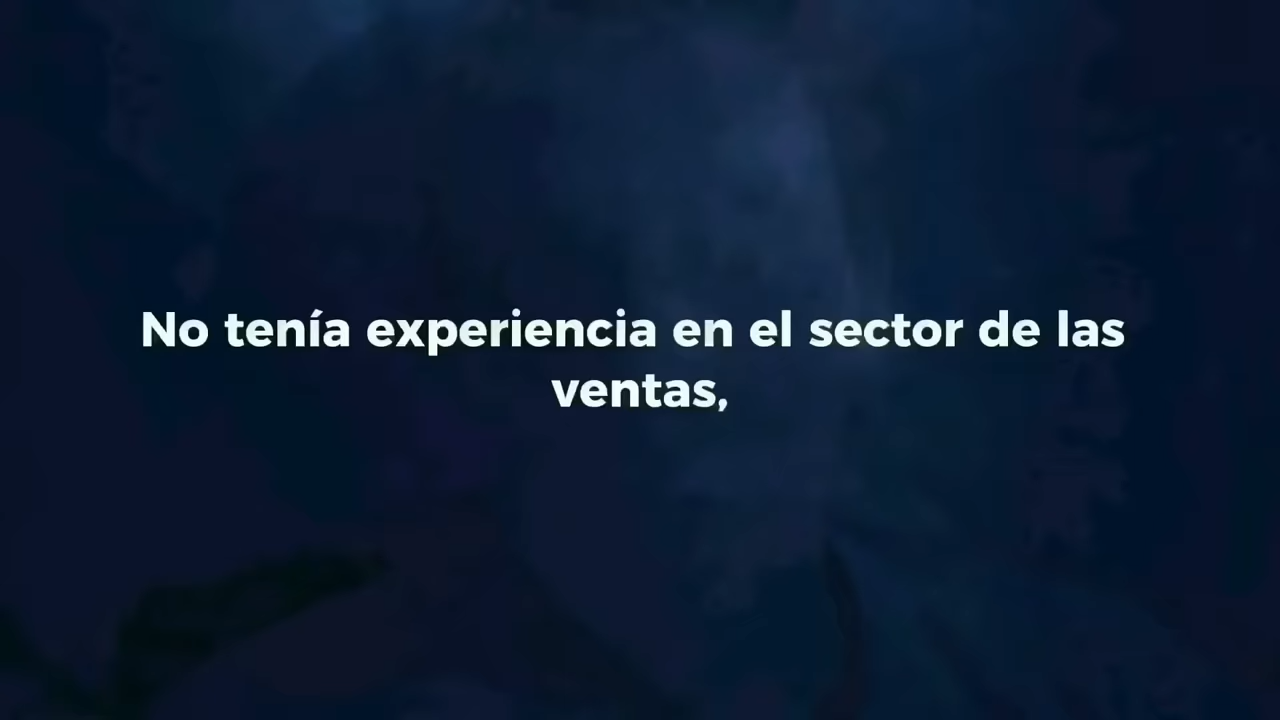 No tenía experiencia en el sector de las
ventas,